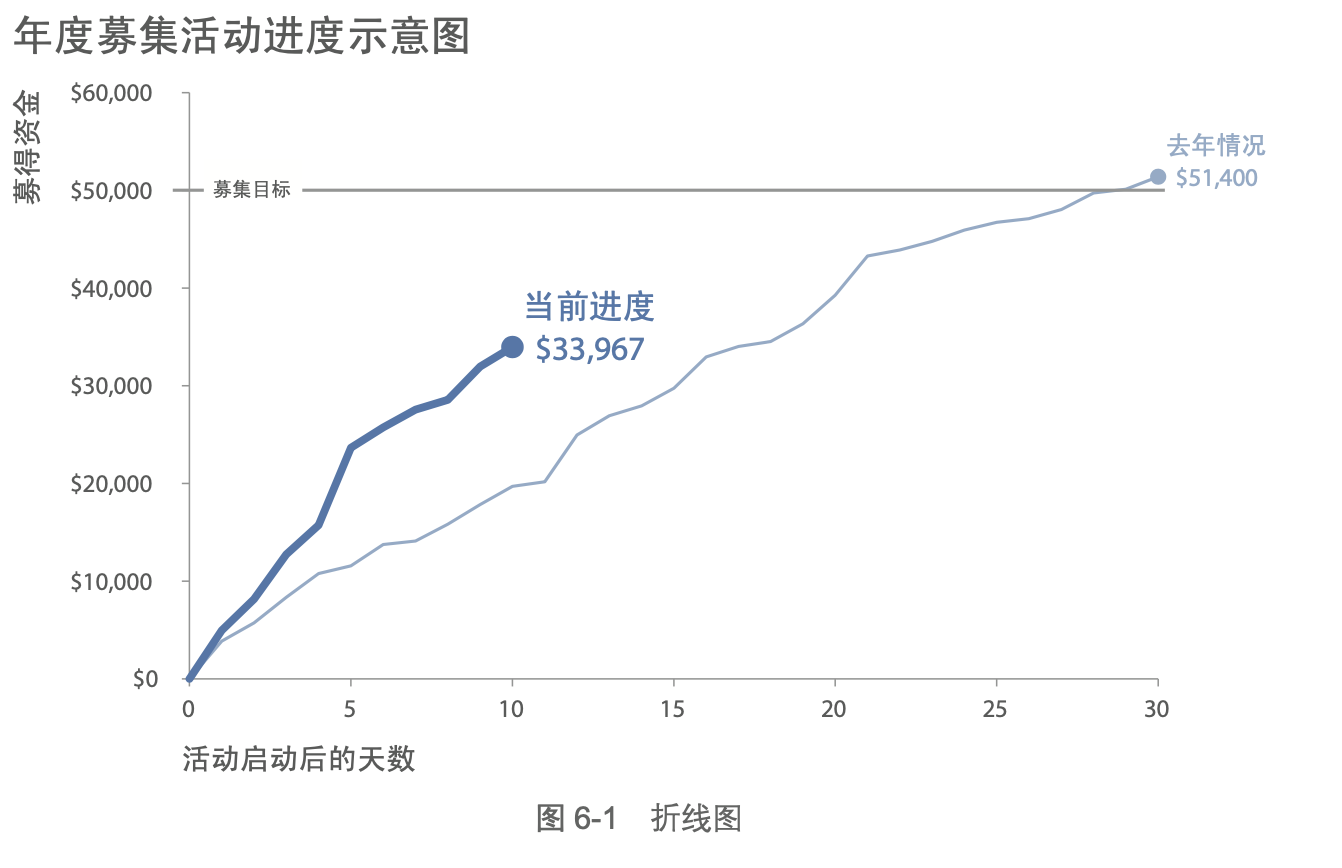 年度募集活动进度示意图
募得资金
$60,000
$50,000
$40,000
$30,000
$20,000
$10,000
$0
募集目标
去年情况
$51,400
当前进度
$33,967
0 5 10 15 20 25 30
活动启动后的天数
图 6-1 折线图